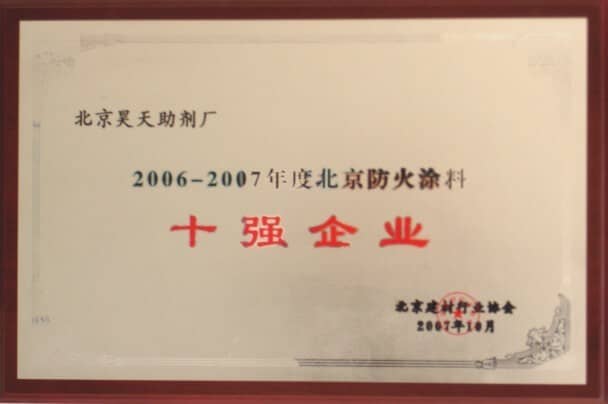 北京昊天助剂厂
2006-2007年度北京防火涂料
十强企业
北京建材行业协会
2007年10月